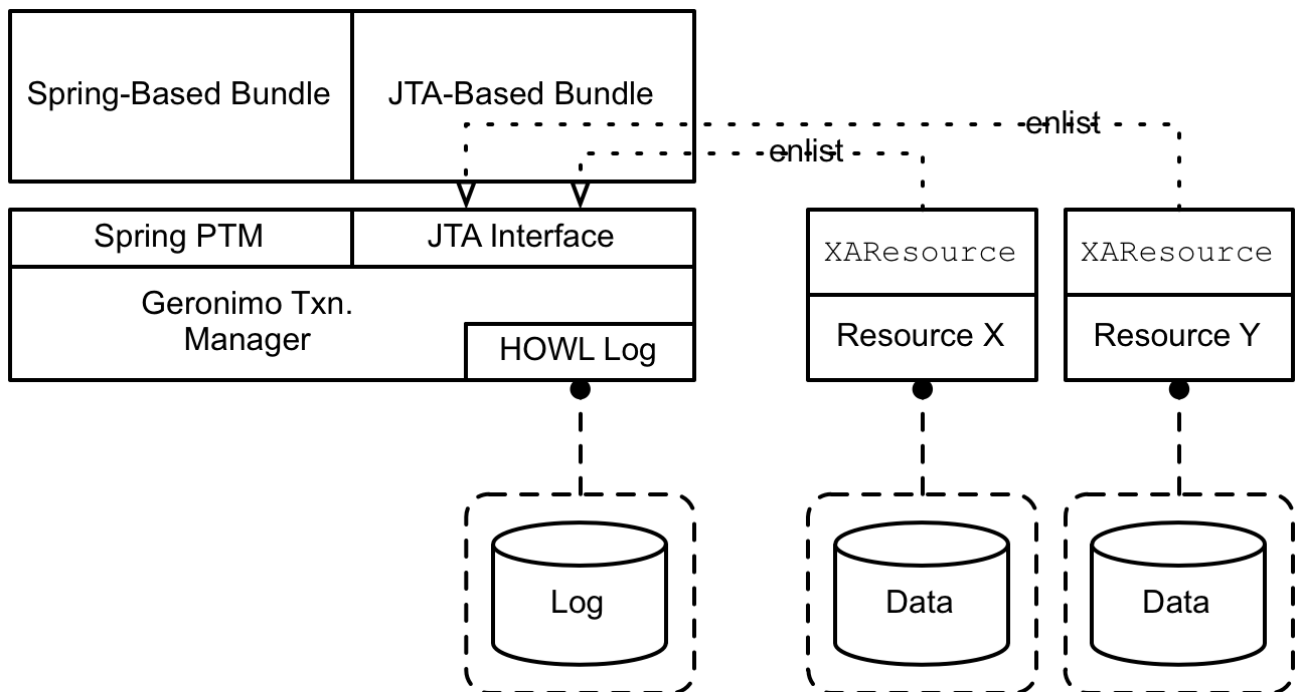 Spring-Based Bundle
JTA-Based Bundle
enlist
enlist
Spring PTM
JTA Interface
XAResource
XAResource
Geronimo Txn.
Manager
HOWL Log
Resource X
Resource Y
Log
Data
Data